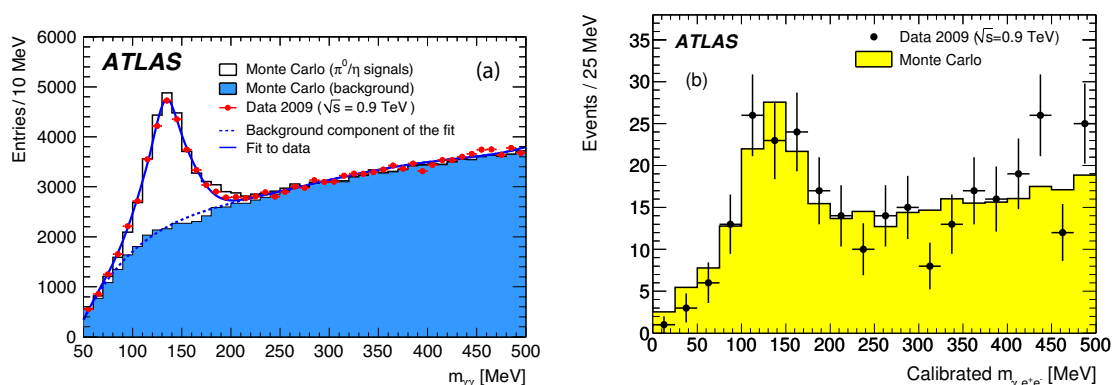 Entries/10 MeV
6000
5000
4000
3000
2000
1000
0
ATLAS
(a)
Monte Carlo (π⁰/η signals)
Monte Carlo (background)
Data 2009 (√s = 0.9 TeV)
Background component of the fit
Fit to data
50 100 150 200 250 300 350 400 450 500
m_γγ [MeV]
Events / 25 MeV
35
30
25
20
15
10
5
0
ATLAS
(b)
Data 2009 (√s=0.9 TeV)
Monte Carlo
0 50 100 150 200 250 300 350 400 450 500
Calibrated m_γ e⁺e⁻ [MeV]